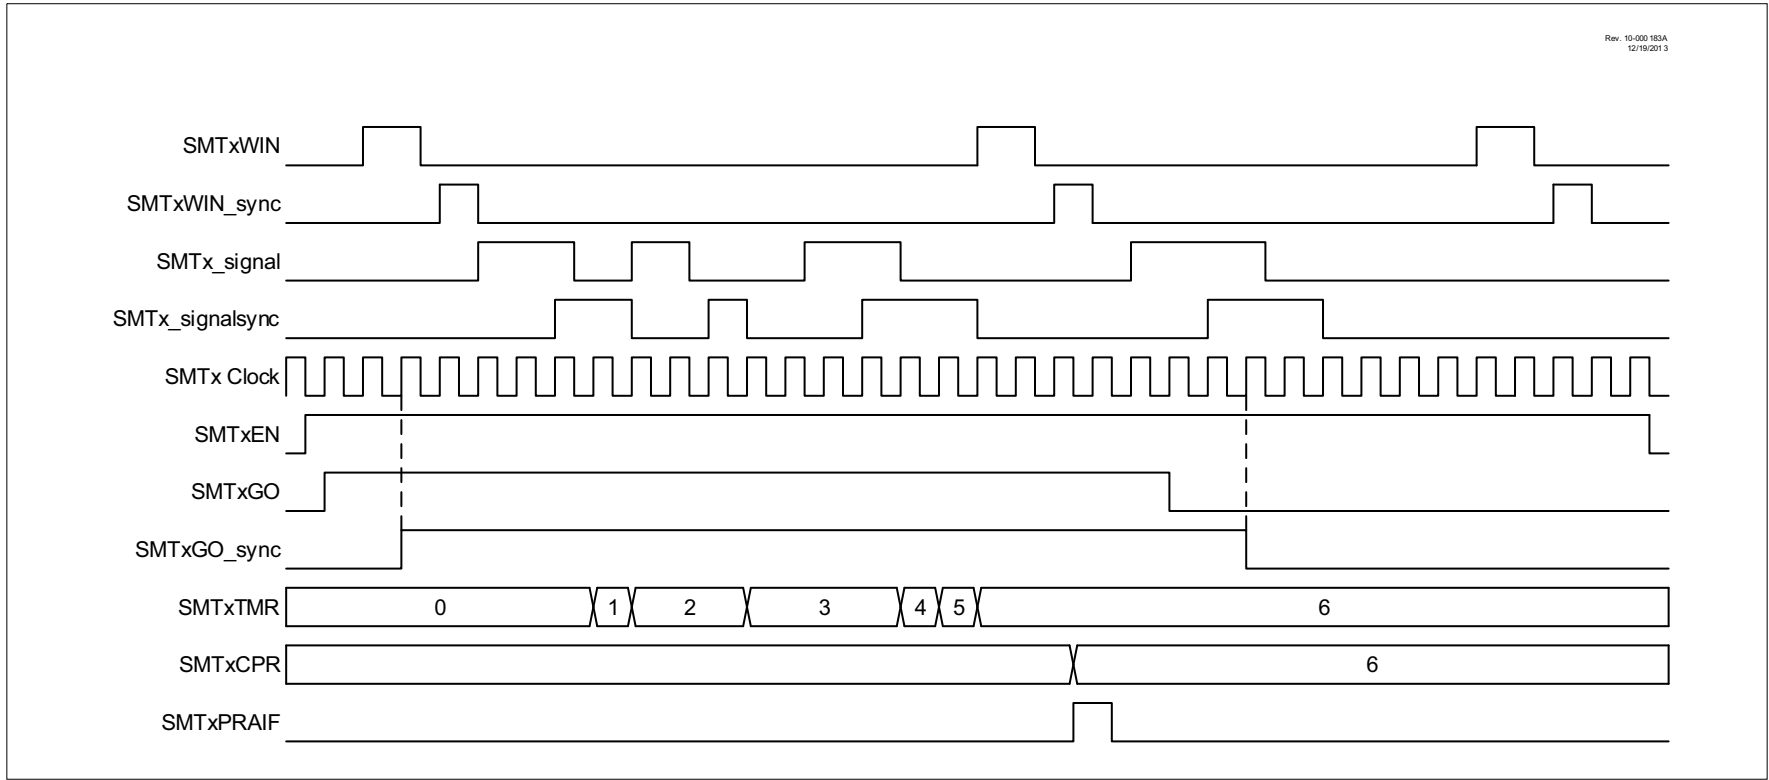 Rev. 10-000 183A
12/19/201 3
SMTxWIN
SMTxWIN_sync
SMTx_signal
SMTx_signalsync
SMTx Clock
SMTxEN
SMTxGO
SMTxGO_sync
SMTxTMR 0 1 2 3 4 5 6
SMTxCPR 6
SMTxPRAIF